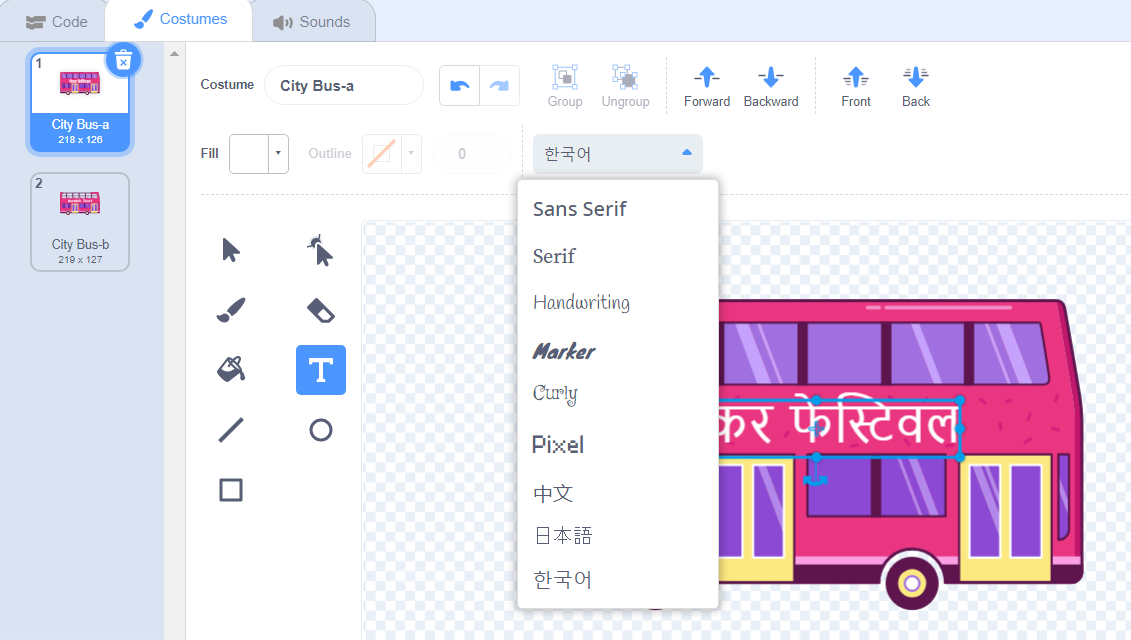 Code
Costumes
Sounds
1
City Bus-a
218 x 126
2
City Bus-b
219 x 127
Costume
City Bus-a
Group
Ungroup
Forward
Backward
Front
Back
Fill
Outline
0
한국어
Sans Serif
Serif
Handwriting
Marker
Curly
Pixel
中文
日本語
한국어
कर फेस्टिवल
T